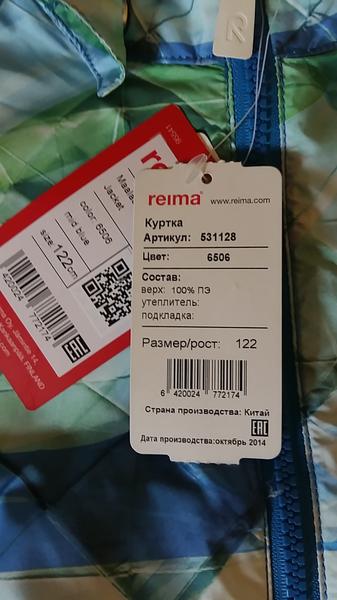 reima® www.reima.com
Куртка
Артикул: 531128
Цвет: 6506
Состав:
верх: 100% ПЭ
утеплитель:
подкладка:
Размер/рост: 122
6 420024 772174
Страна производства: Китай
EAC
Дата производства:октябрь 2014
Jacket
color 6506
mid blue
size 122cm
420024 772174
EAC
FINLAND